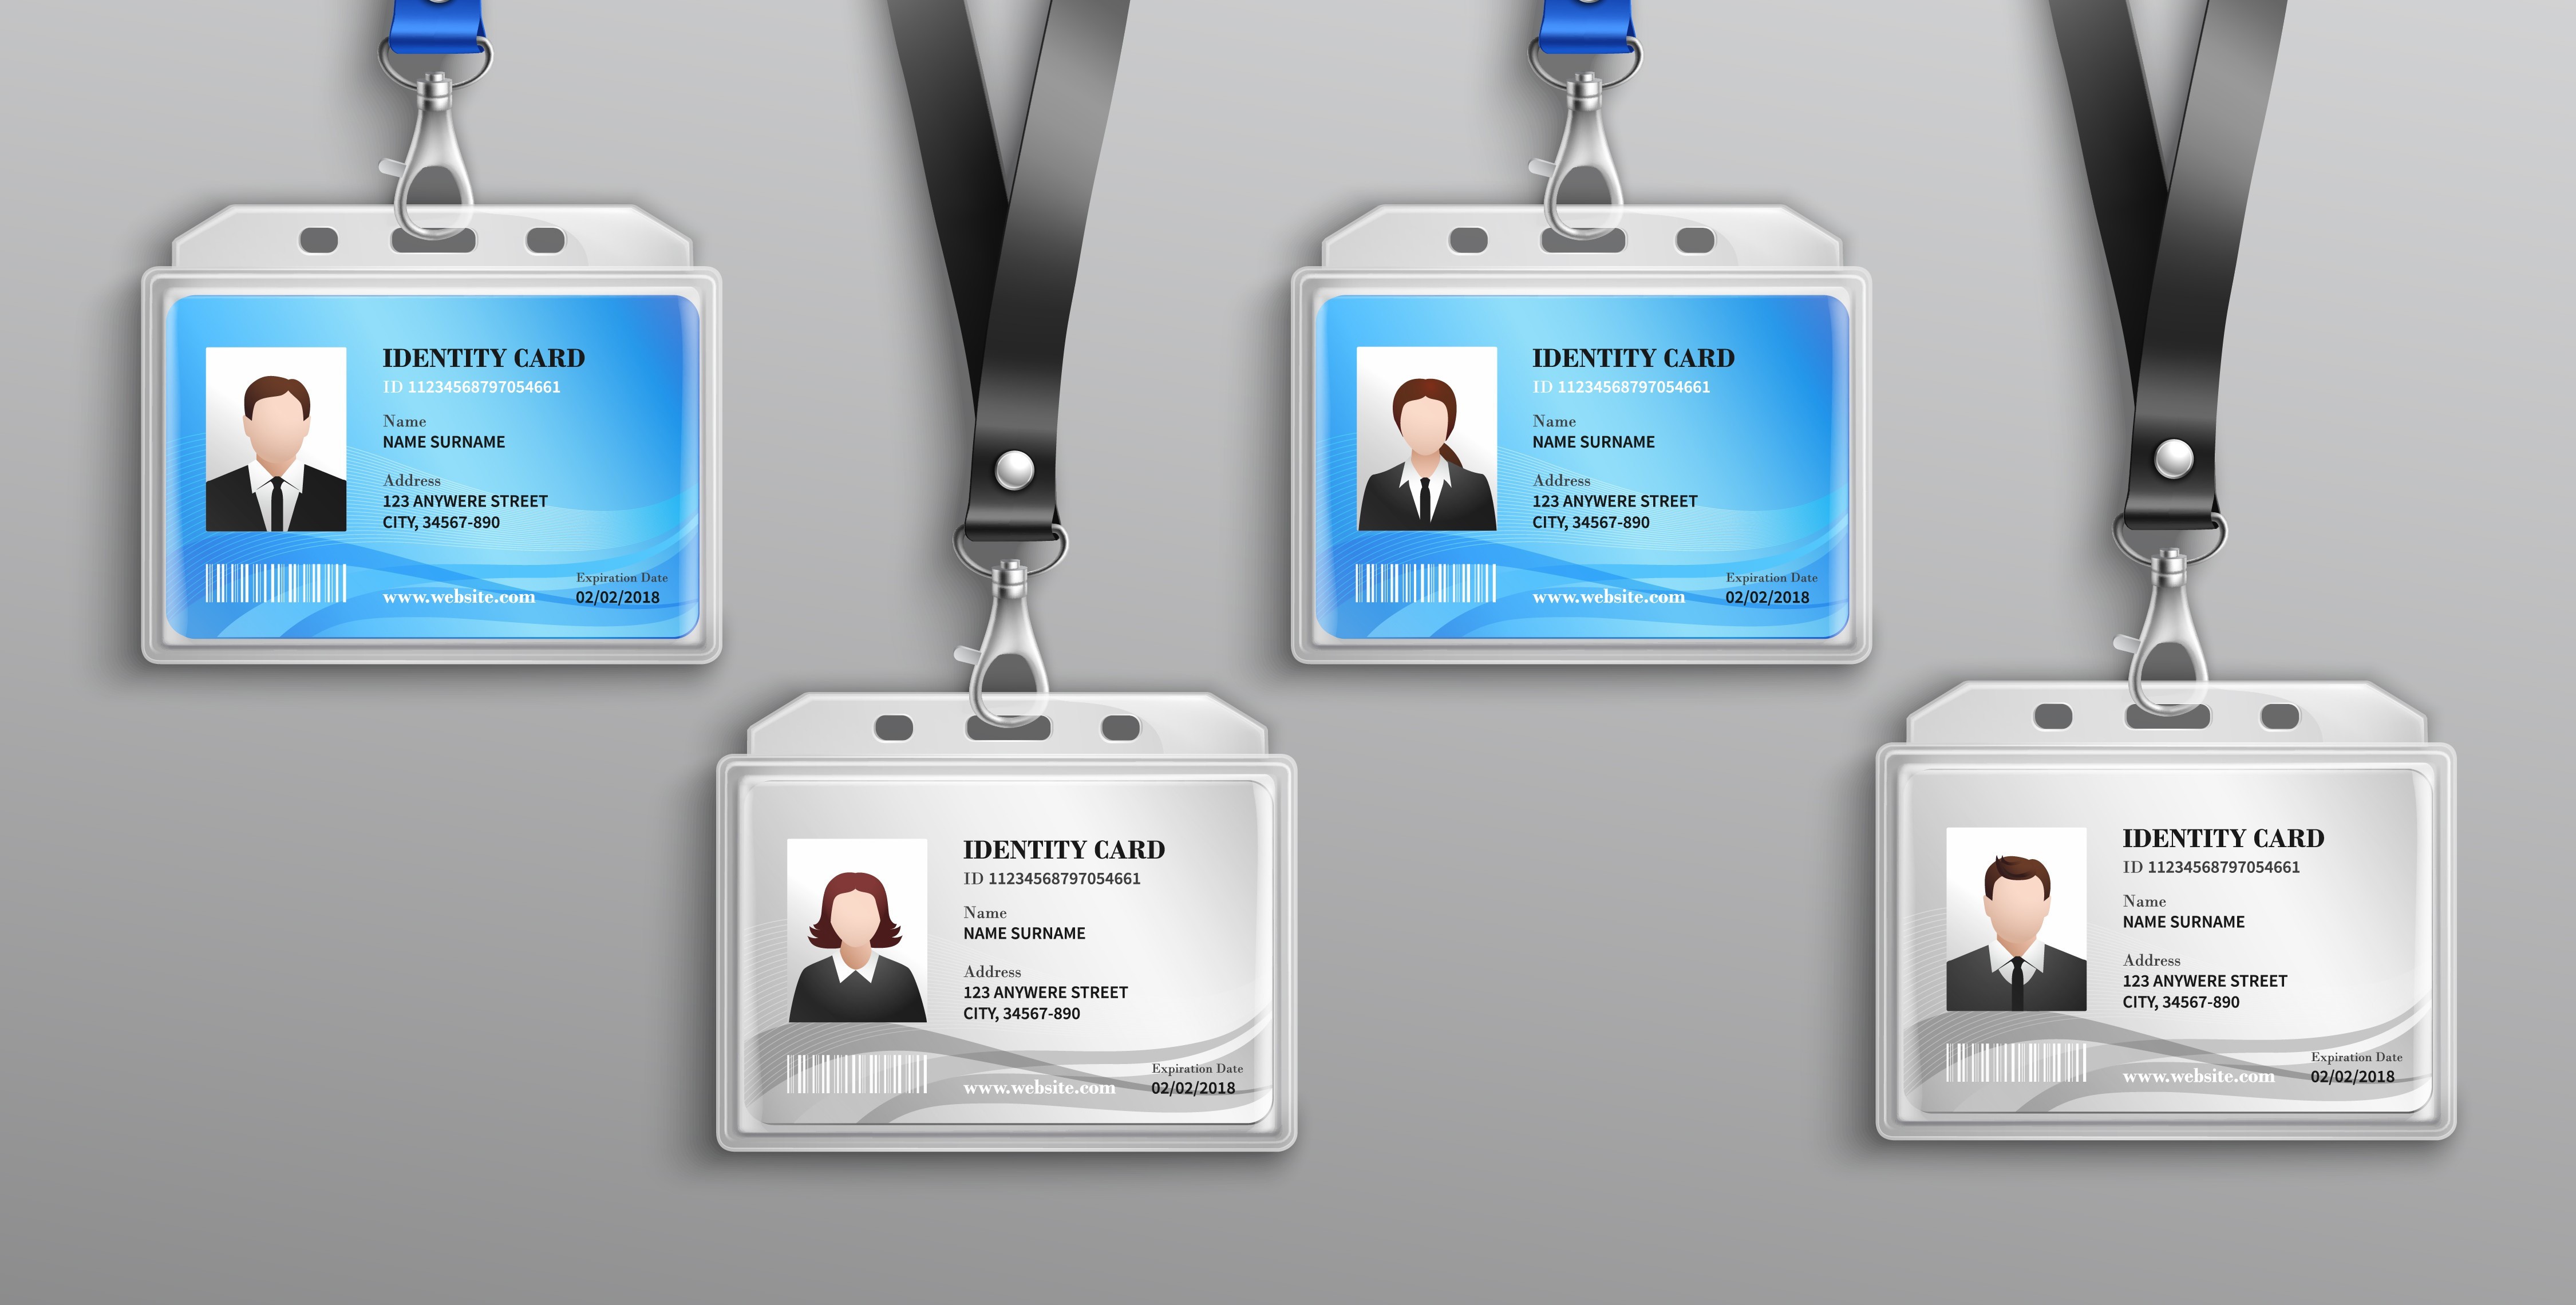 IDENTITY CARD
ID 11234568797054661
Name
NAME SURNAME
Address
123 ANYWERE STREET
CITY, 34567-890
www.website.com
Expiration Date
02/02/2018
IDENTITY CARD
ID 11234568797054661
Name
NAME SURNAME
Address
123 ANYWERE STREET
CITY, 34567-890
www.website.com
Expiration Date
02/02/2018
IDENTITY CARD
ID 11234568797054661
Name
NAME SURNAME
Address
123 ANYWERE STREET
CITY, 34567-890
www.website.com
Expiration Date
02/02/2018
IDENTITY CARD
ID 11234568797054661
Name
NAME SURNAME
Address
123 ANYWERE STREET
CITY, 34567-890
www.website.com
Expiration Date
02/02/2018